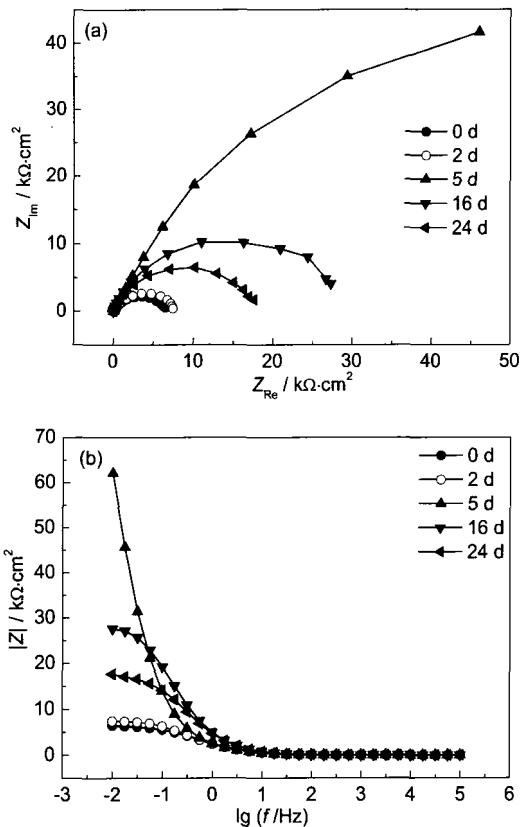 (a)
40
30
20
10
0
Z_Im / kΩ·cm²
0 d
2 d
5 d
16 d
24 d
0 10 20 30 40 50
Z_Re / kΩ·cm²
(b)
70
60
50
40
30
20
10
0
|Z| / kΩ·cm²
0 d
2 d
5 d
16 d
24 d
-3 -2 -1 0 1 2 3 4 5 6
lg (f /Hz)